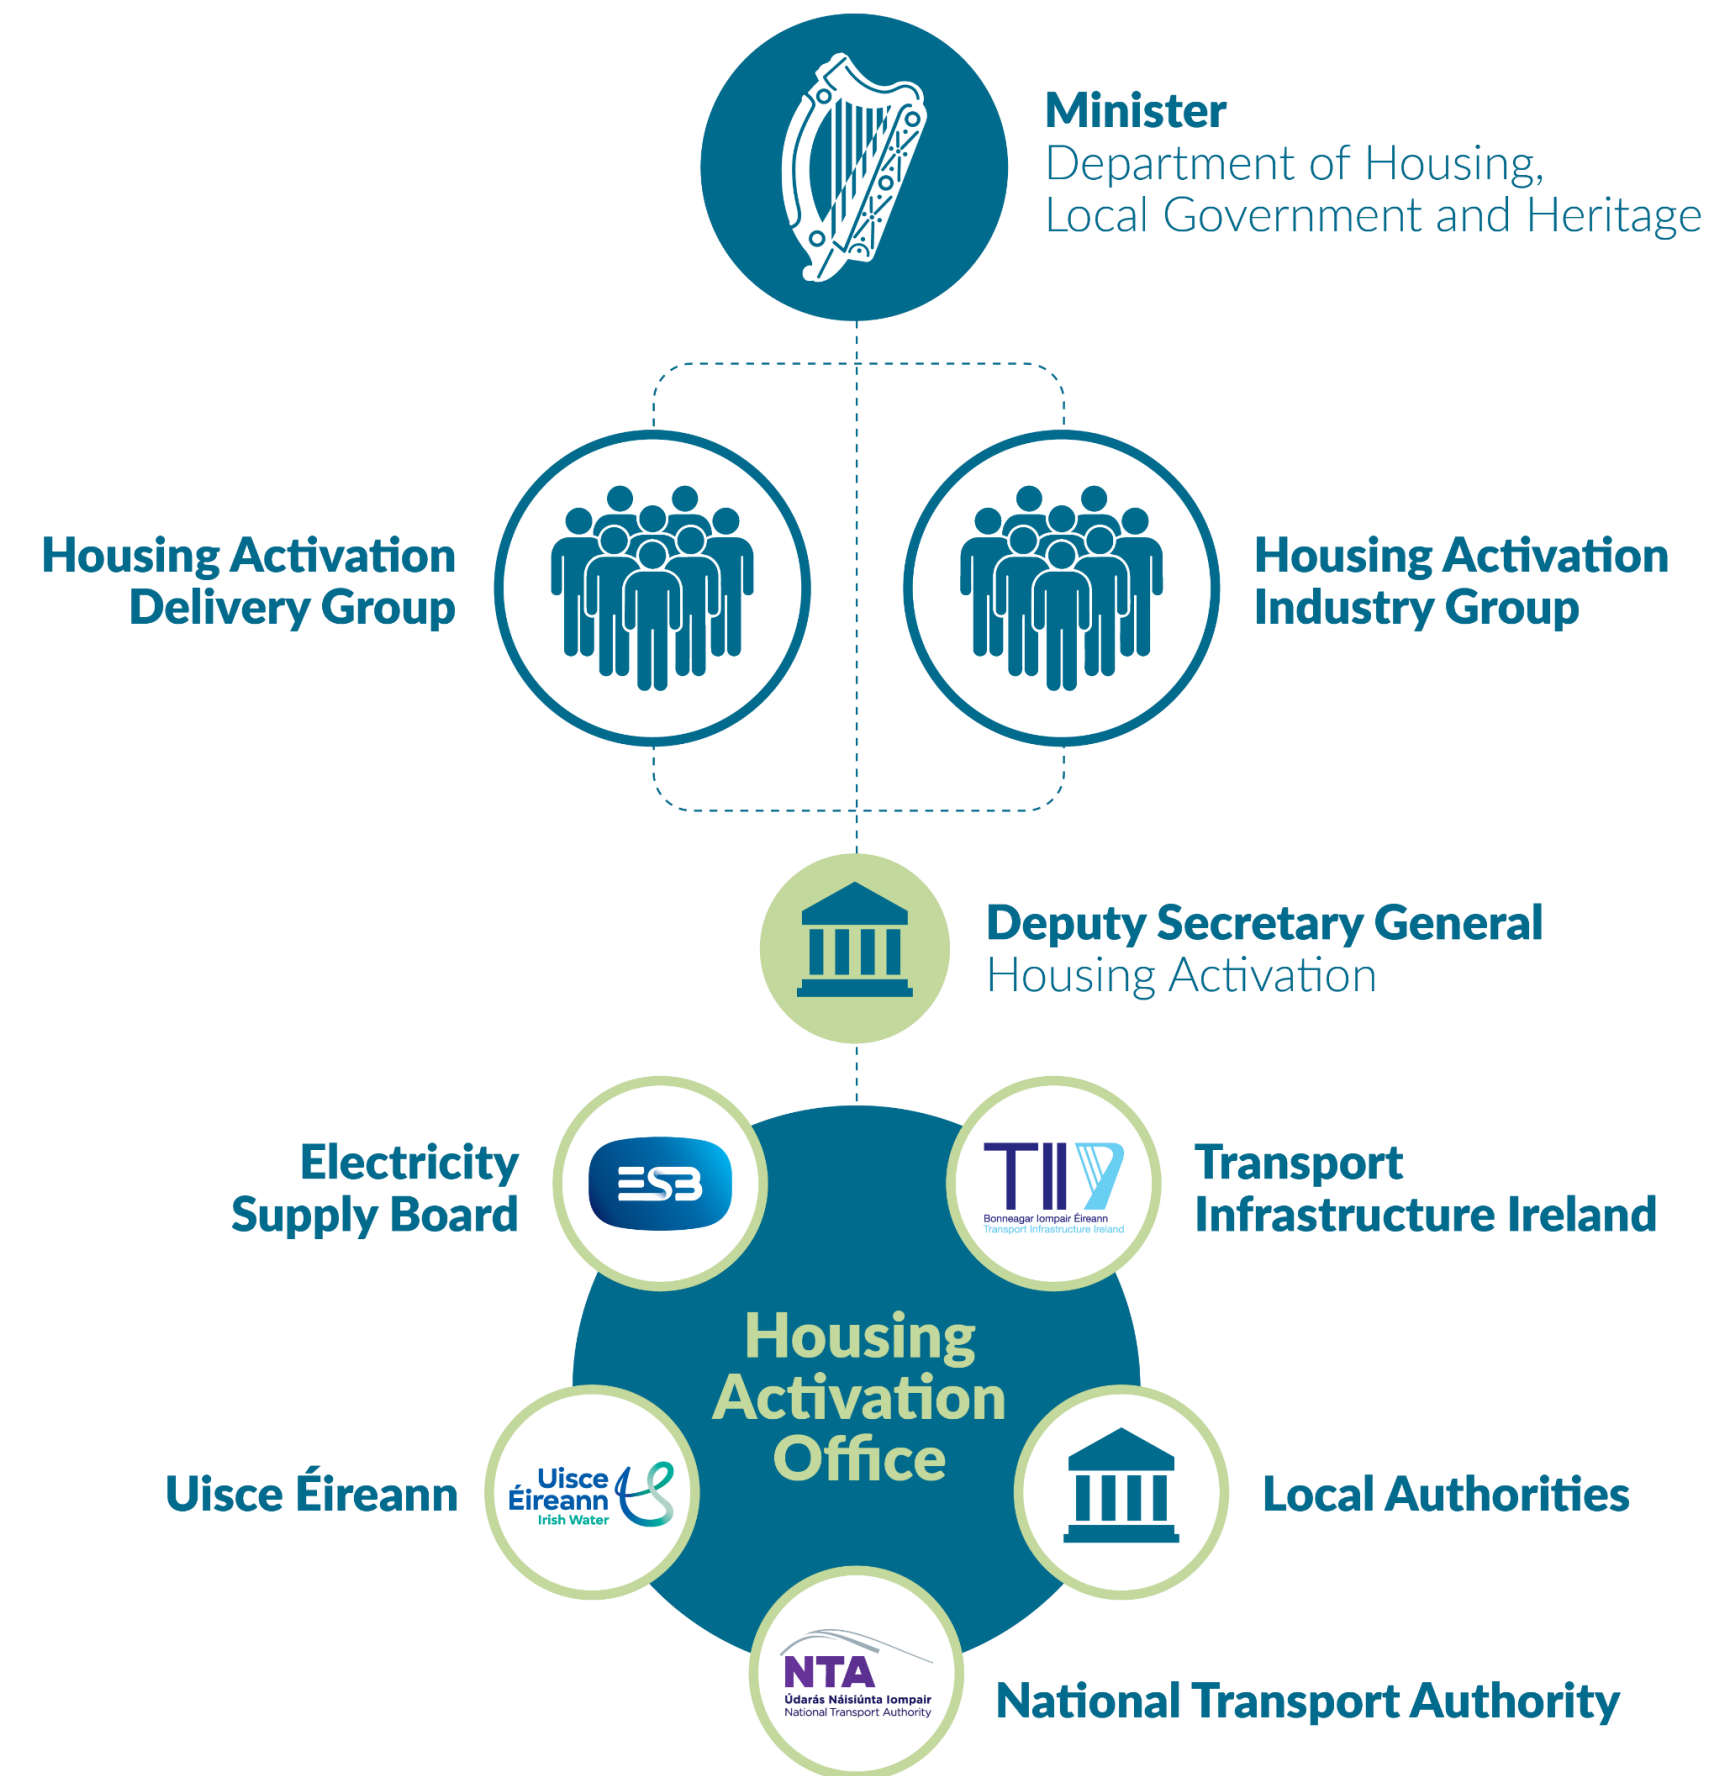 Minister
Department of Housing,
Local Government and Heritage
Housing Activation
Delivery Group
Housing Activation
Industry Group
Deputy Secretary General
Housing Activation
Electricity
Supply Board
ESB
TII
Bonneagar Iompair Éireann
Transport Infrastructure Ireland
Transport
Infrastructure Ireland
Housing
Activation
Office
Uisce Éireann
Uisce
Éireann
Irish Water
Local Authorities
NTA
Údarás Náisiúnta Iompair
National Transport Authority
National Transport Authority